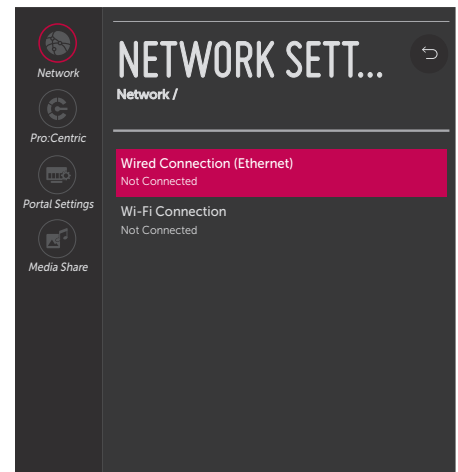 Network
Pro:Centric
Portal Settings
Media Share
NETWORK SETT...
Network /
Wired Connection (Ethernet)
Not Connected
Wi-Fi Connection
Not Connected